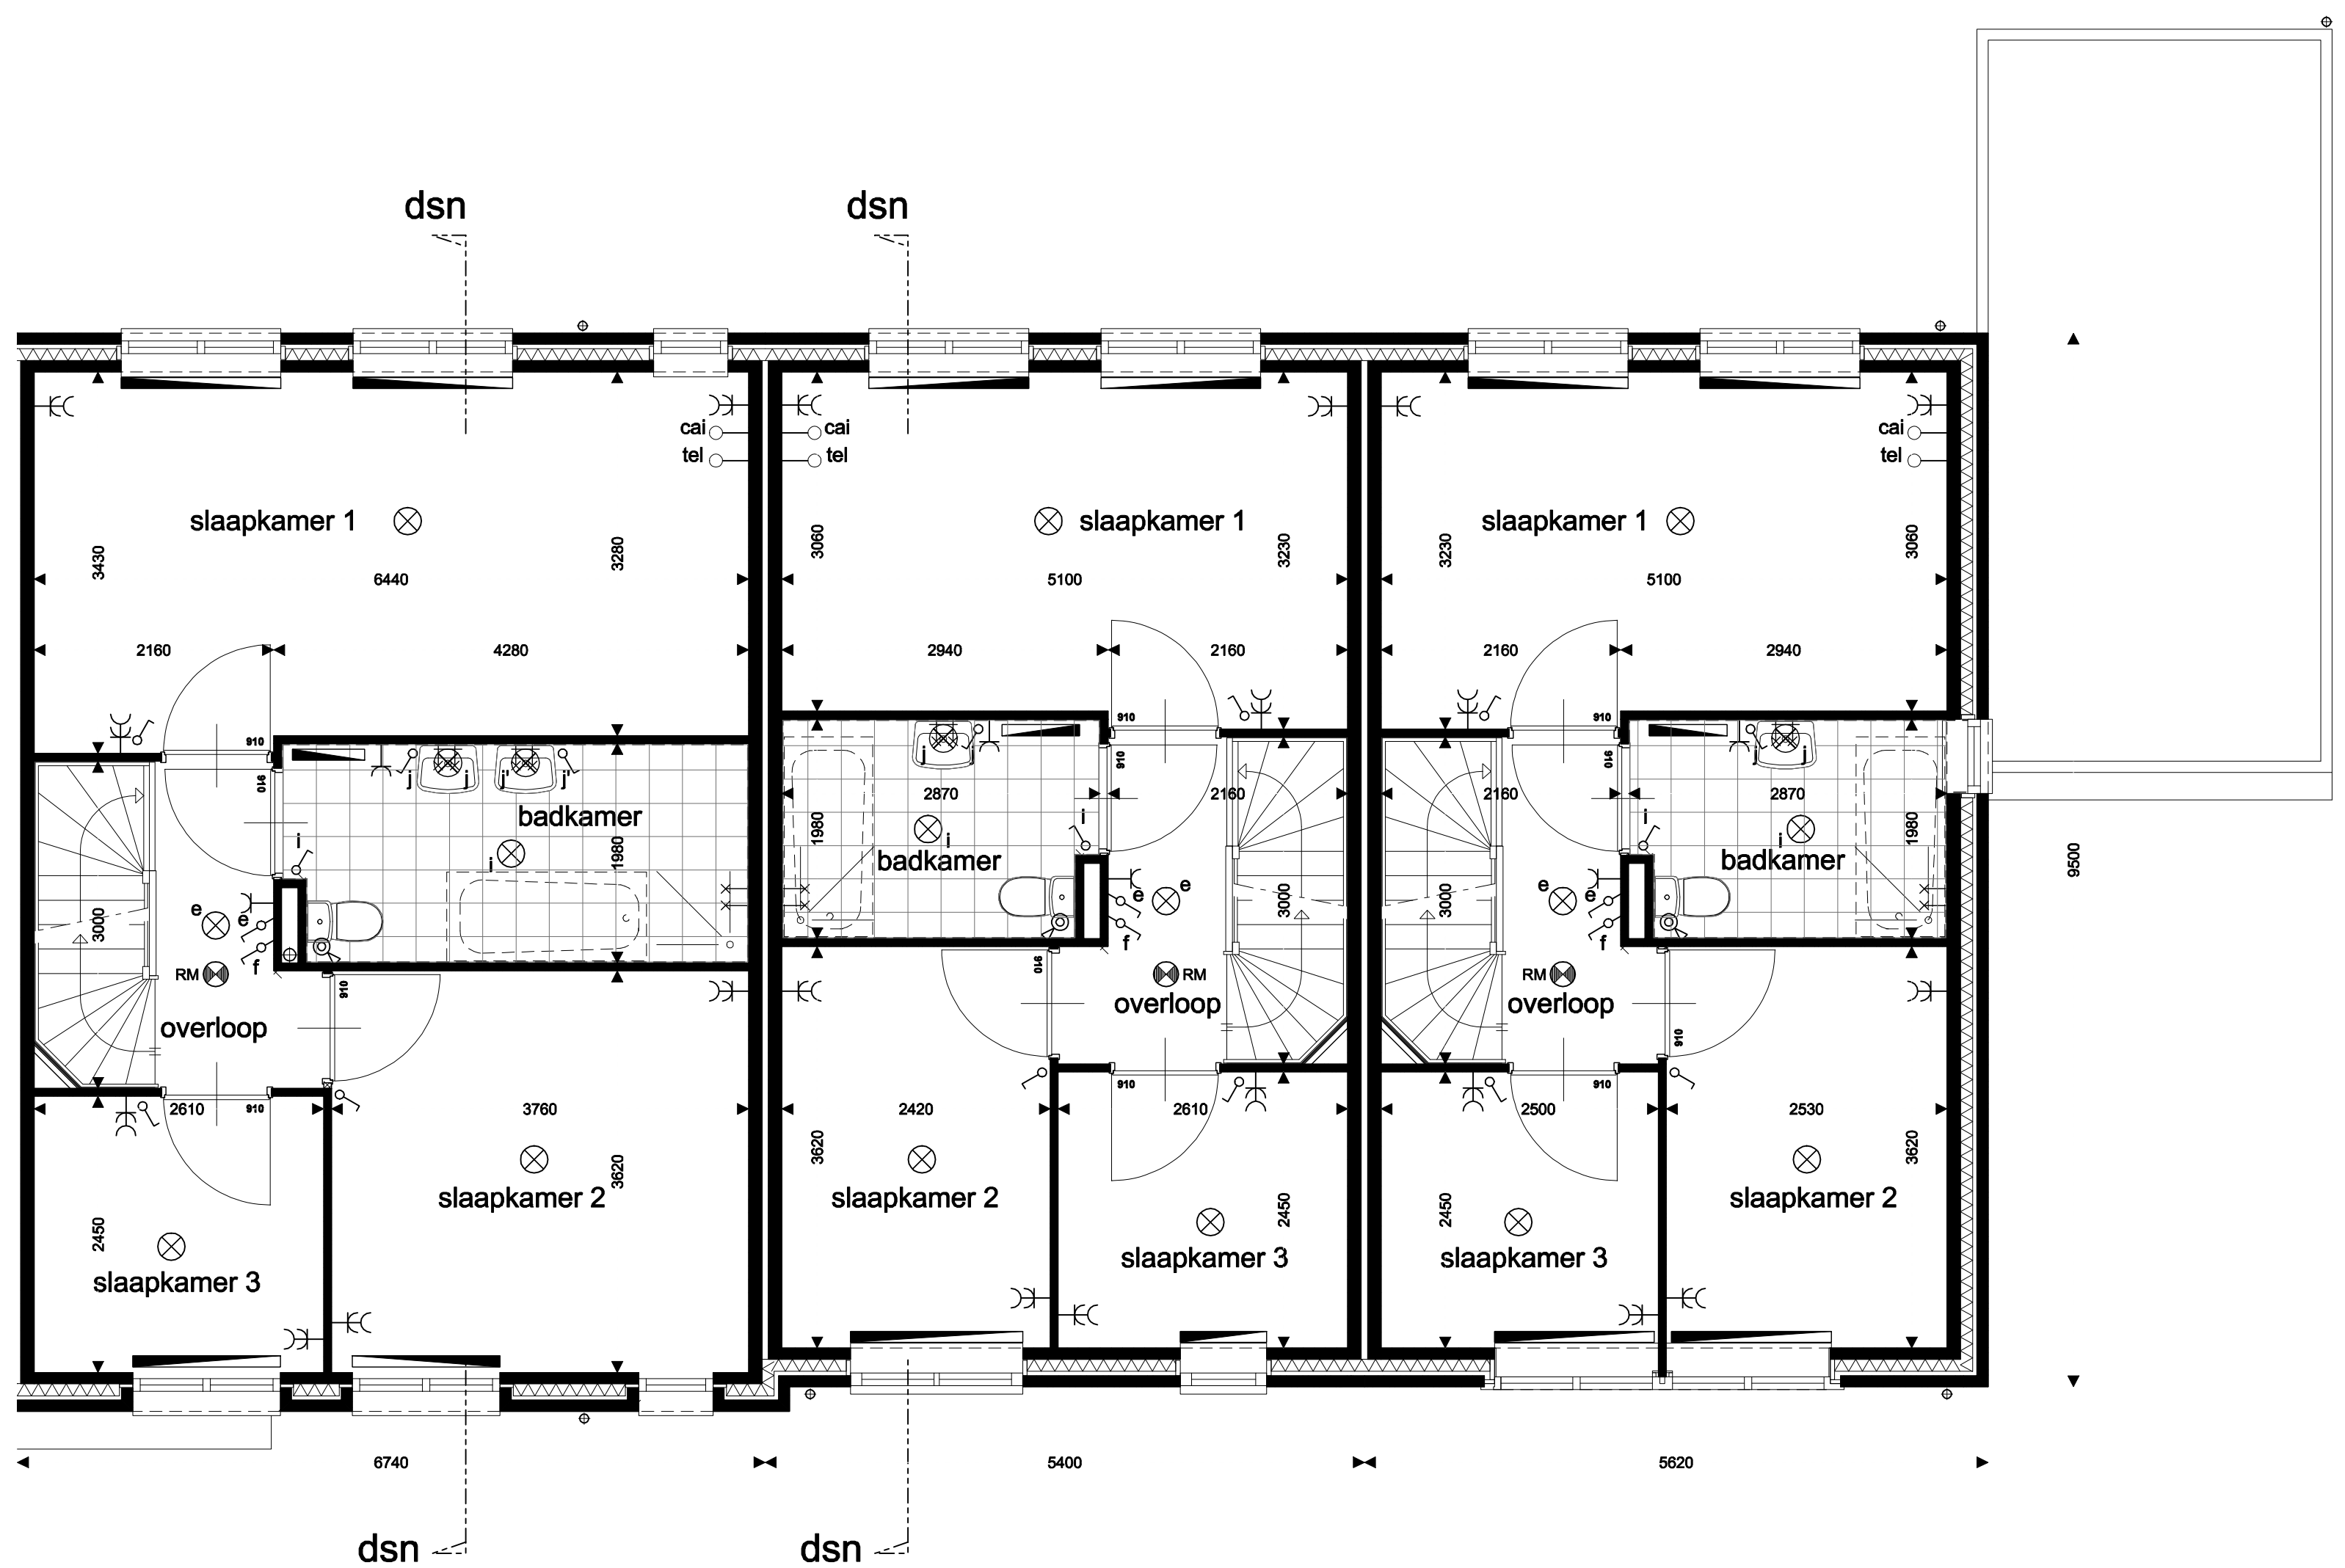 dsn
dsn
cai
cai
cai
tel
tel
tel
slaapkamer 1
slaapkamer 1
slaapkamer 1
3430
3280
3060
3230
3230
3060
6440
5100
5100
2160
4280
2940
2160
2160
2940
910
910
910
910
910
910
910
910
910
j
j
j'
j'
j
j
j
j
badkamer
2870
2160
2160
2870
i
i
i
i
i
i
1980
1980
1980
badkamer
badkamer
9500
e
e
f
e
e
f
e
e
f
3000
3000
3000
RM
RM
RM
overloop
overloop
overloop
910
910
910
910
910
910
2610
3760
2420
2610
2500
2530
3620
3620
3620
slaapkamer 2
slaapkamer 2
slaapkamer 2
2450
2450
2450
slaapkamer 3
slaapkamer 3
slaapkamer 3
6740
5400
5620
dsn
dsn